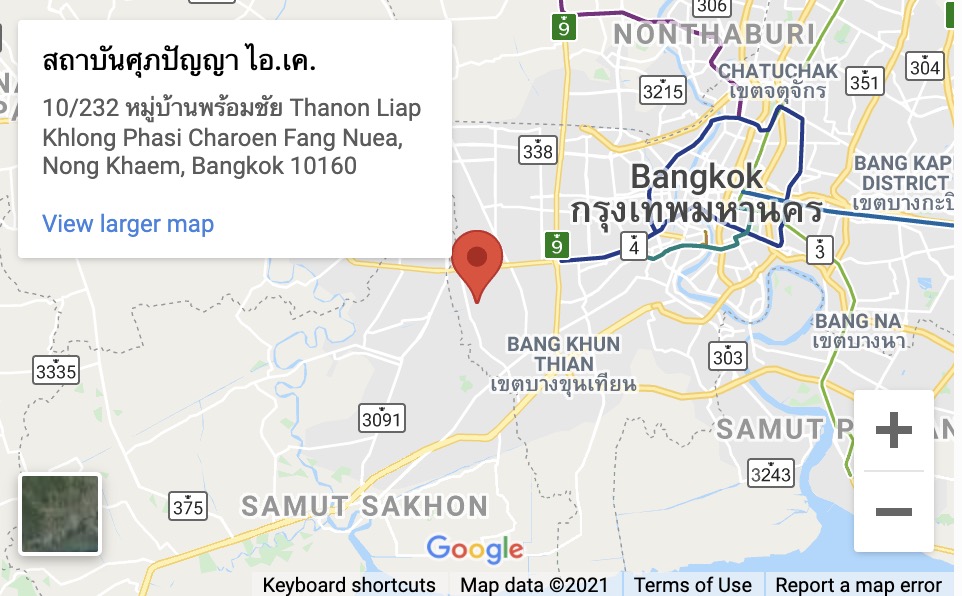 สถาบันศุภปัญญา ไอ.เค.
10/232 หมู่บ้านพร้อมชัย Thanon Liap
Khlong Phasi Charoen Fang Nuea,
Nong Khaem, Bangkok 10160
View larger map
306
9
NONTHABURI
304
CHATUCHAK
เขตจตุจักร
351
3215
338
BANG KAPI
DISTRICT
เขตบางกะปิ
Bangkok
กรุงเทพมหานคร
9
4
3
BANG NA
เขตบางนา
BANG KHUN
THIAN
เขตบางขุนเทียน
303
3335
3091
SAMUT P
3243
375
SAMUT SAKHON
Google
Keyboard shortcuts
Map data ©2021
Terms of Use
Report a map error